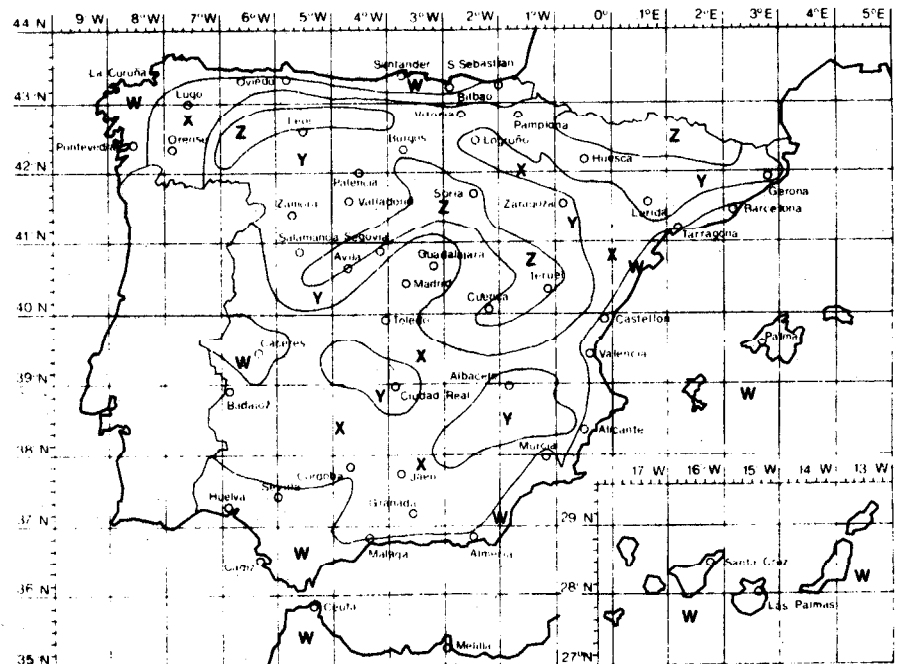 44 N 9°W 8°W 7°W 6°W 5°W 4°W 3°W 2°W 1°W 0° 1°E 2°E 3°E 4°E 5°E
La Coruña Oviedo Santander S Sebastian
W W
43°N Lugo Bilbao
X Z Leon Vitoria Pamplona Z
Pontevedra Orense Burgos Logroño Huesca
42°N Y X Y
Palencia Gerona
Zamora Valladolid Soria Z Zaragoza Lerida Barcelona
Y Tarragona
41°N Salamanca Segovia X
Avila Guadalajara Z W
Y Madrid Teruel
Cuenca
40°N Toledo Castellon
Caceres X Palma
W Valencia
39°N Albacete W
Badajoz Y Ciudad Real
X Y Alicante
38°N Murcia
Cordoba X 17 W 16 W 15 W 14 W 13 W
Sevilla Jaen
Huelva Granada
37°N W 29°N
W Malaga Almeria Santa Cruz
Cadiz W
36°N 28°N
Ceuta Las Palmas
W W
Melilla
35°N 27°N